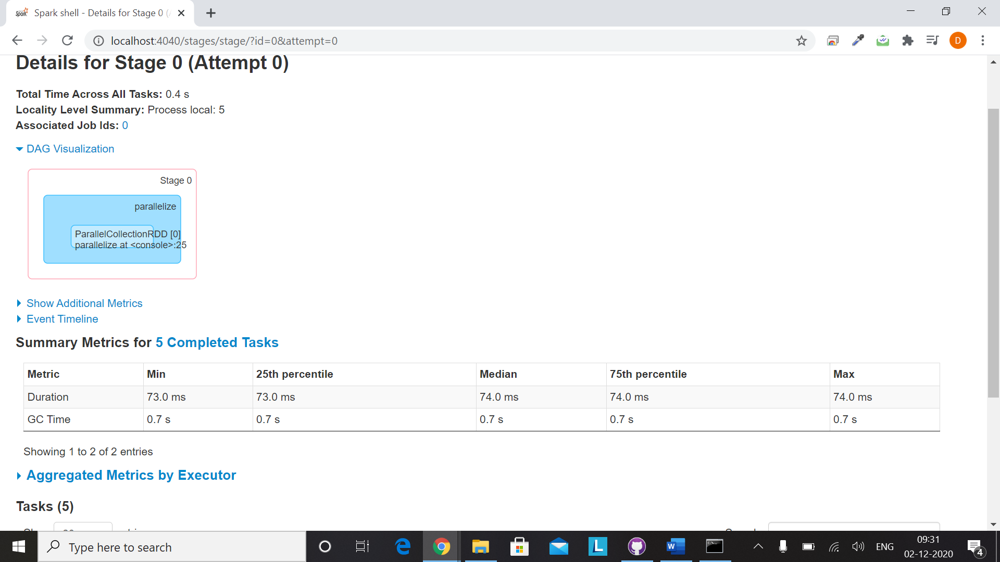 Spark shell - Details for Stage 0 (
localhost:4040/stages/stage/?id=0&attempt=0
D
Details for Stage 0 (Attempt 0)
Total Time Across All Tasks: 0.4 s
Locality Level Summary: Process local: 5
Associated Job Ids: 0
DAG Visualization
Stage 0
parallelize
ParallelCollectionRDD [0]
parallelize at <console>:25
Show Additional Metrics
Event Timeline
Summary Metrics for 5 Completed Tasks
Metric Min 25th percentile Median 75th percentile Max
Duration 73.0 ms 73.0 ms 74.0 ms 74.0 ms 74.0 ms
GC Time 0.7 s 0.7 s 0.7 s 0.7 s 0.7 s
Showing 1 to 2 of 2 entries
Aggregated Metrics by Executor
Tasks (5)
Type here to search
ENG
09:31
02-12-2020
4